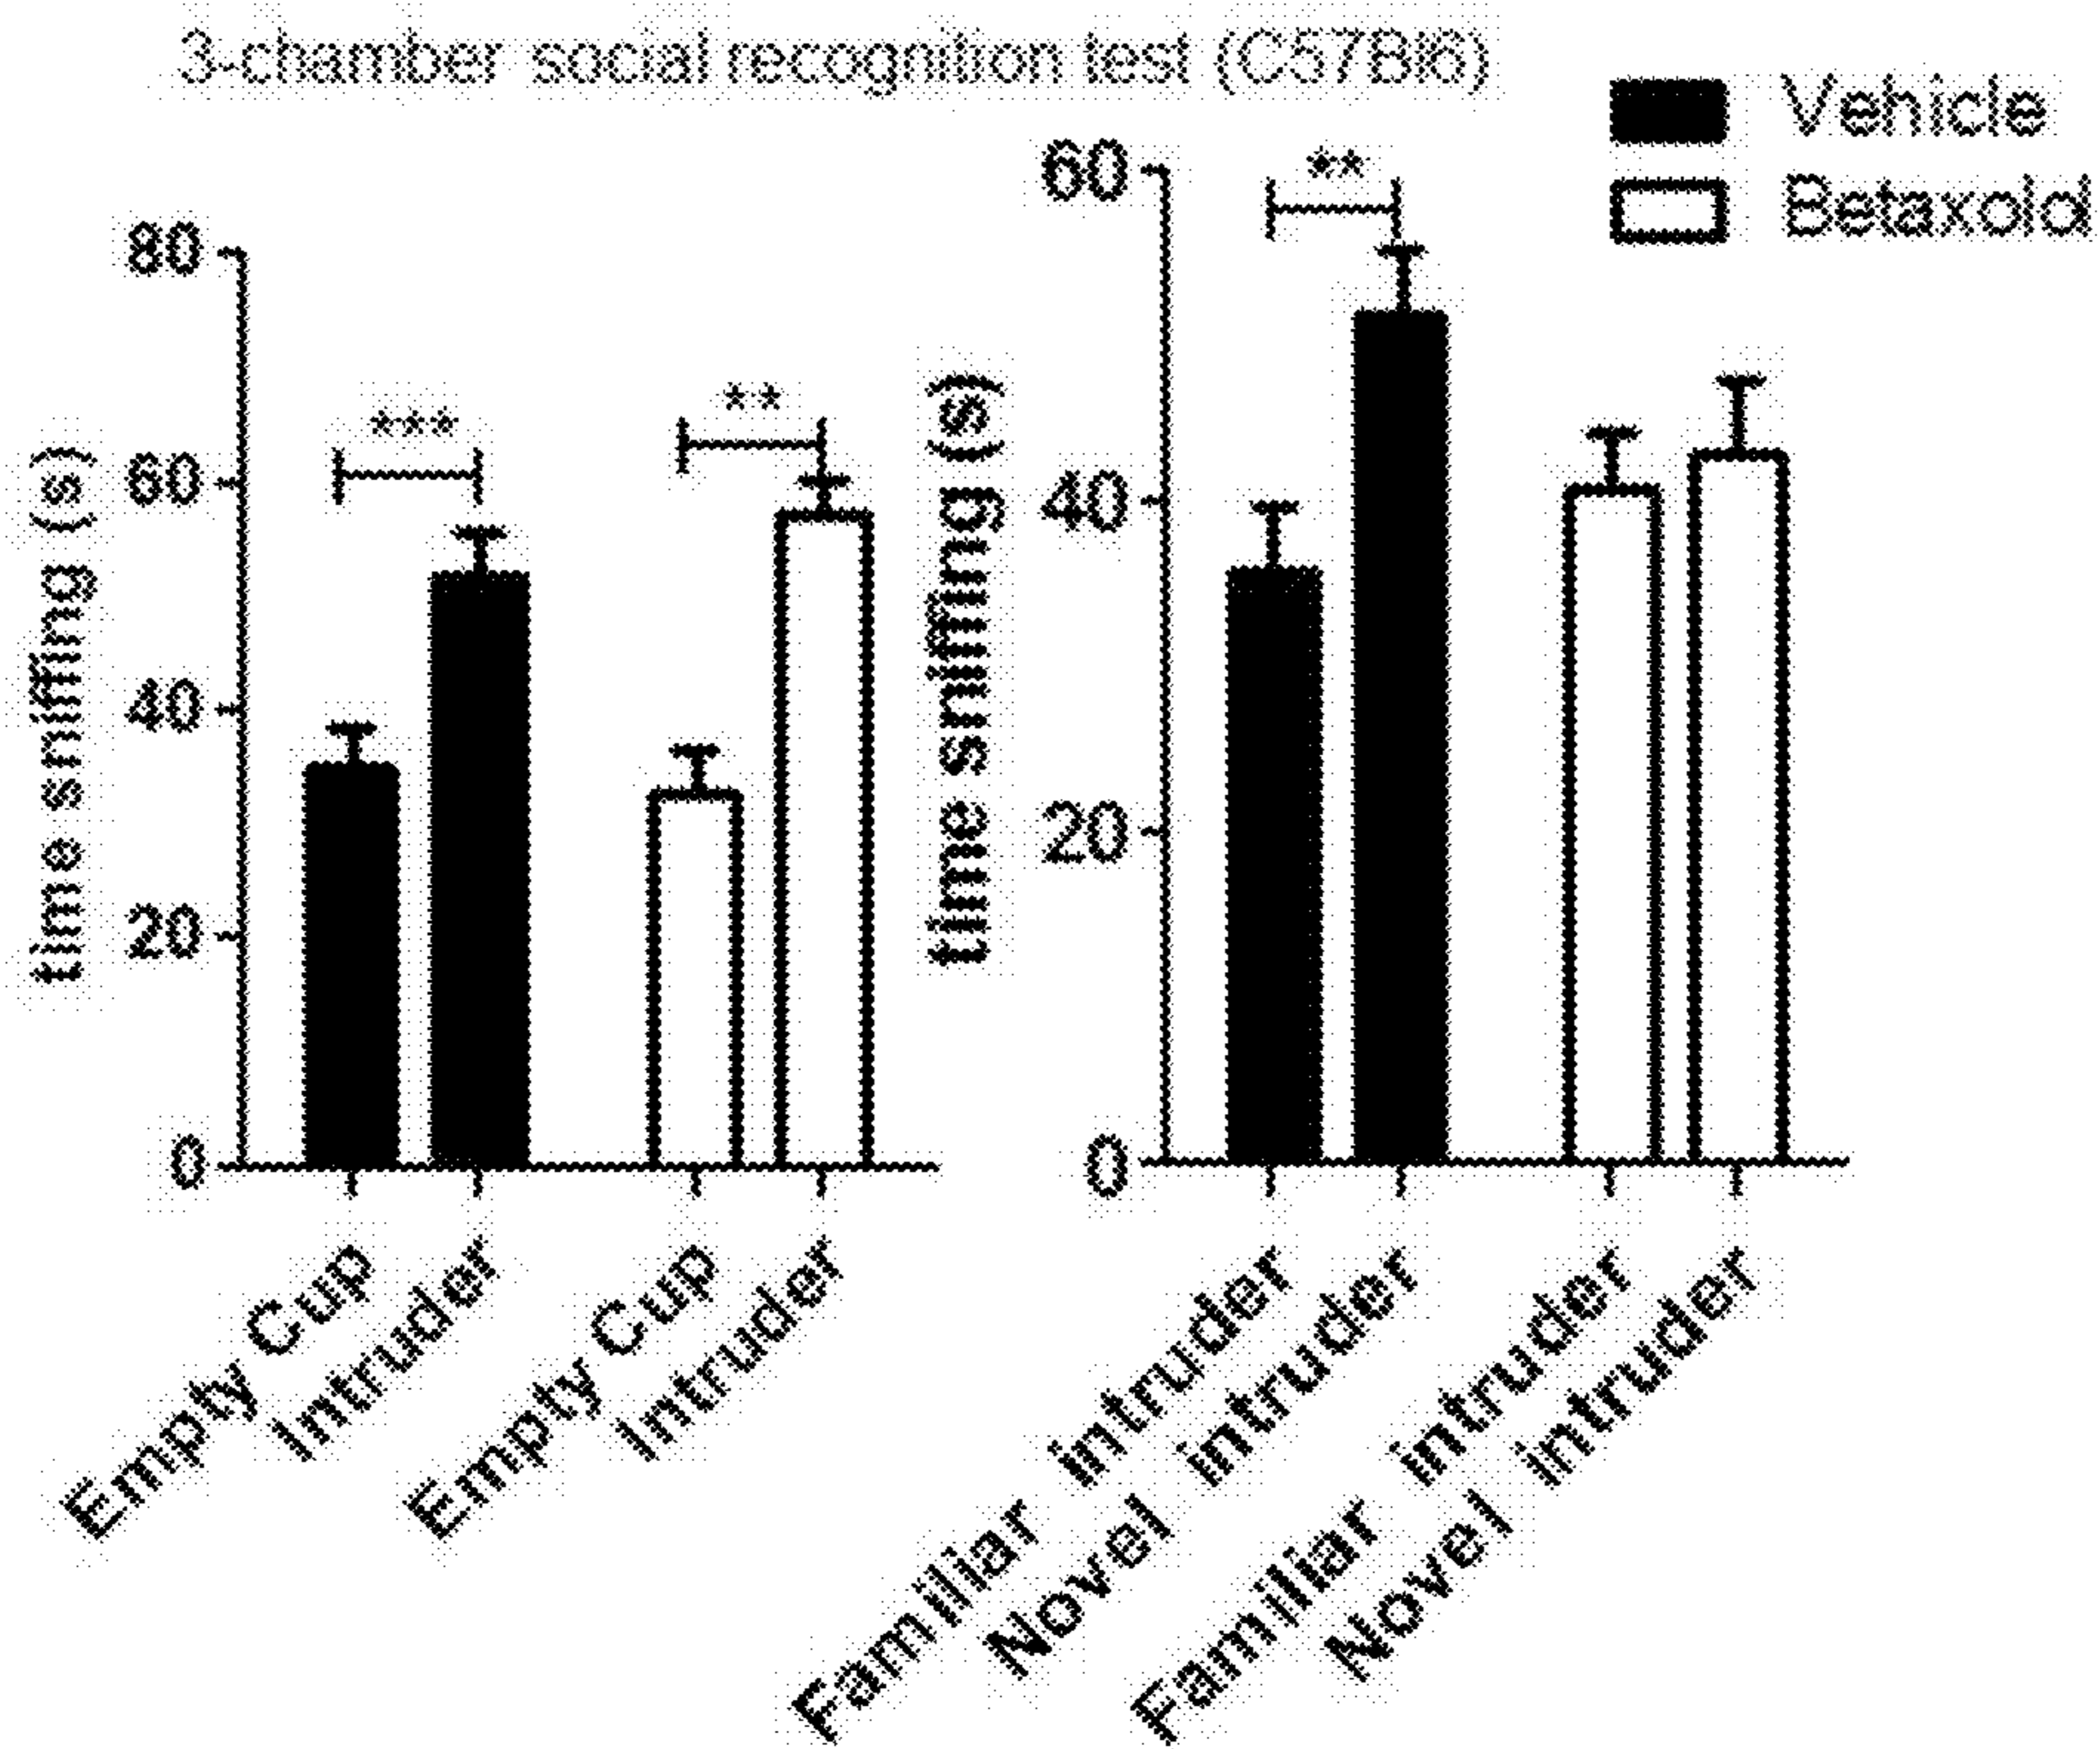 3-chamber social recognition test (C57Bl6)
Vehicle
Betaxolol
time sniffing (s)
80
60
40
20
0
***
**
Empty Cup
Intruder
Empty Cup
Intruder
time sniffing (s)
60
40
20
0
**
Familiar intruder
Novel intruder
Familiar intruder
Novel intruder